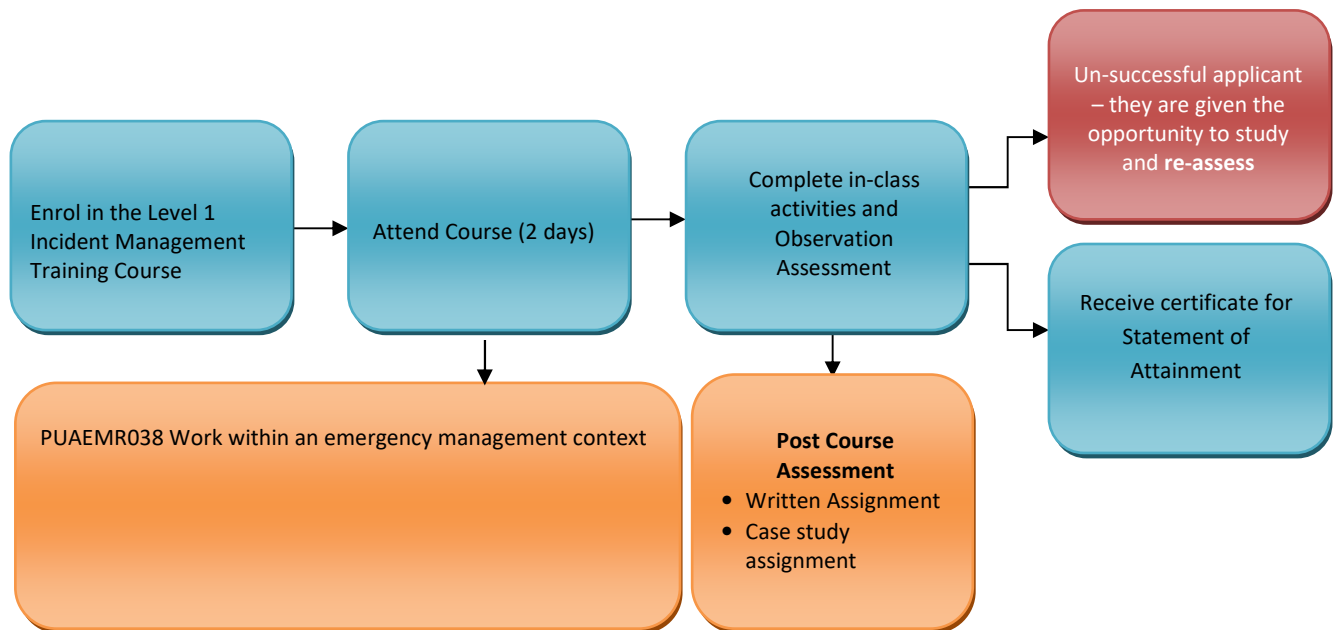 Enrol in the Level 1
Incident Management
Training Course
Attend Course (2 days)
Complete in-class
activities and
Observation
Assessment
Un-successful applicant
– they are given the
opportunity to study
and re-assess
Receive certificate for
Statement of
Attainment
PUAEMR038 Work within an emergency management context
Post Course
Assessment
• Written Assignment
• Case study
assignment